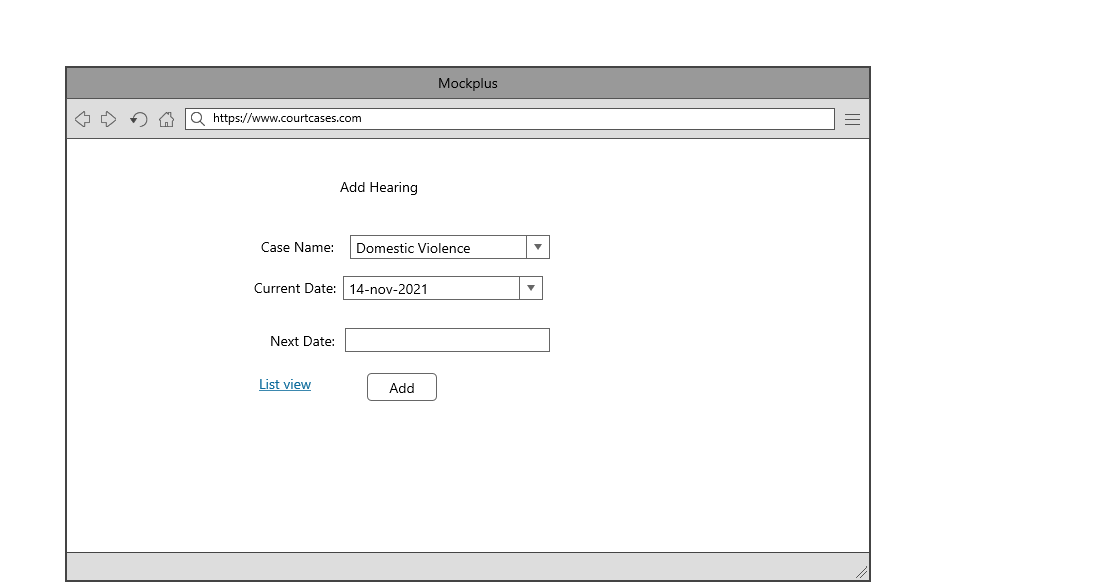 Mockplus
https://www.courtcases.com
Add Hearing
Case Name: Domestic Violence
Current Date: 14-nov-2021
Next Date:
List view Add